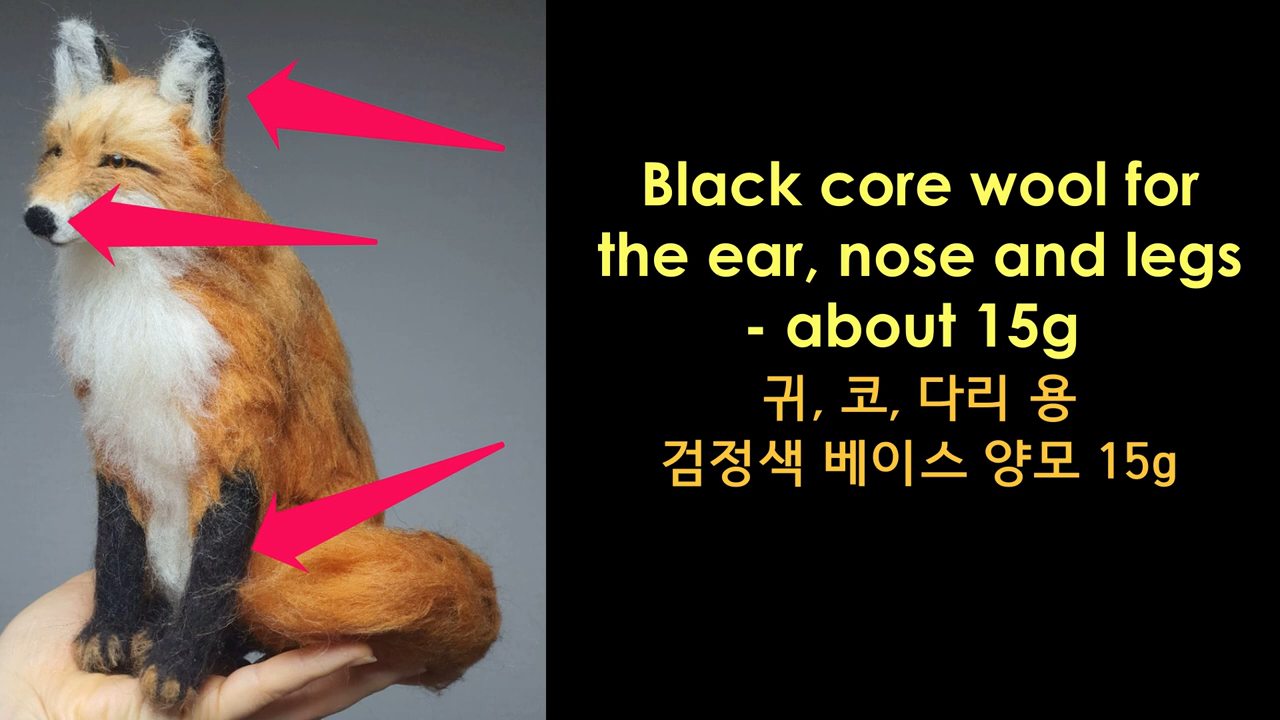 Black core wool for
the ear, nose and legs
- about 15g
귀, 코, 다리 용
검정색 베이스 양모 15g